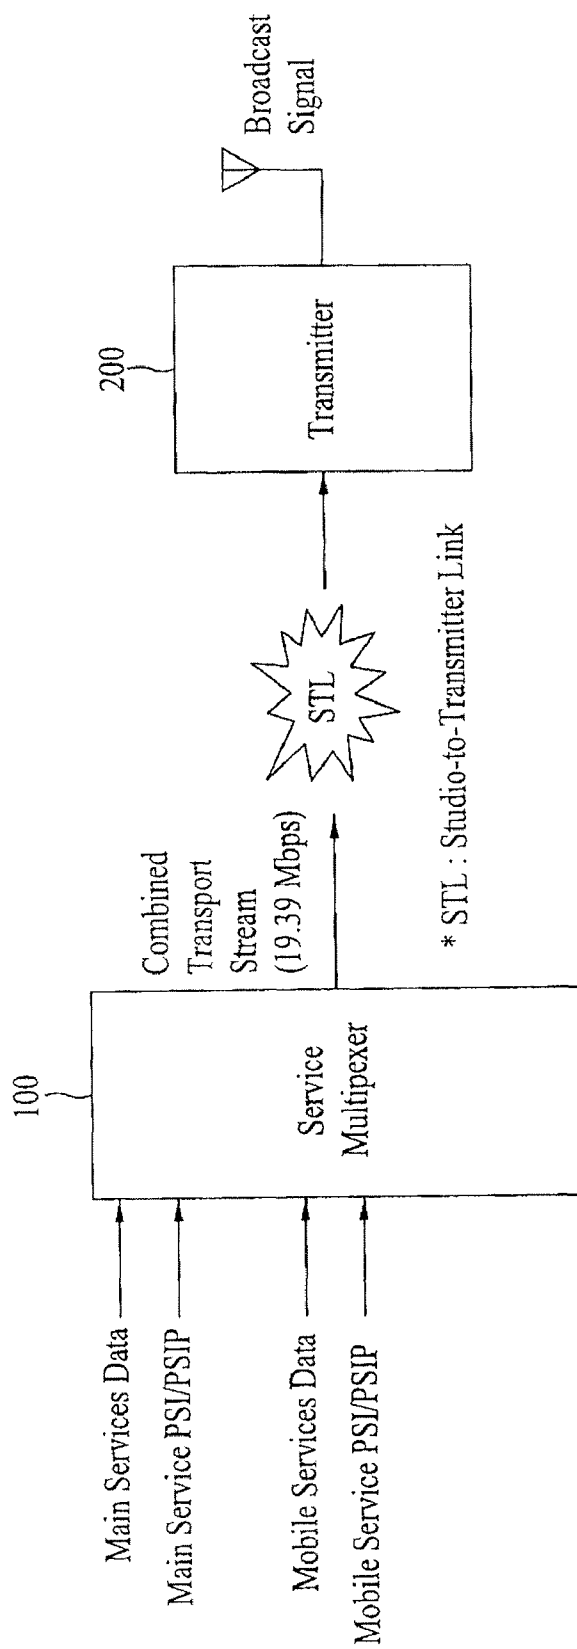 Main Services Data
Main Service PSI/PSIP
Mobile Services Data
Mobile Service PSI/PSIP
100
Service
Multipexer
Combined
Transport
Stream
(19.39 Mbps)
STL
* STL : Studio-to-Transmitter Link
200
Transmitter
Broadcast
Signal